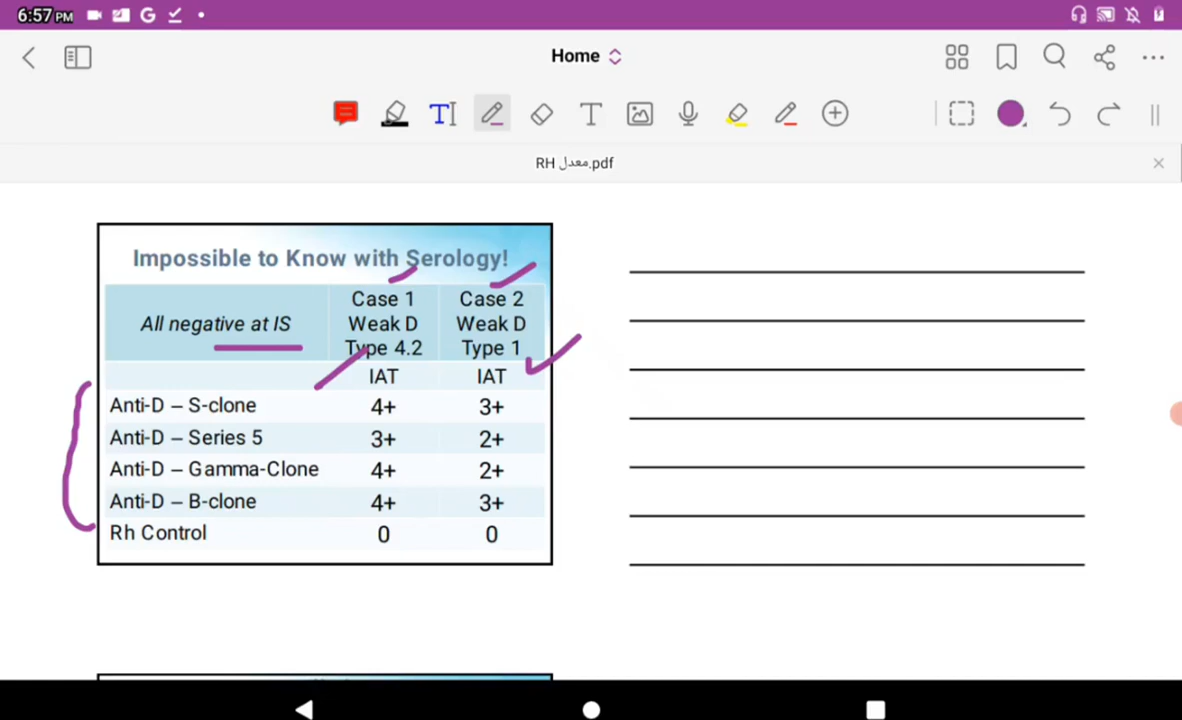 6:57 PM
Home
RH معدل.pdf
Impossible to Know with Serology!
All negative at IS
Case 1 Weak D Type 4.2
Case 2 Weak D Type 1
IAT IAT
Anti-D – S-clone 4+ 3+
Anti-D – Series 5 3+ 2+
Anti-D – Gamma-Clone 4+ 2+
Anti-D – B-clone 4+ 3+
Rh Control 0 0